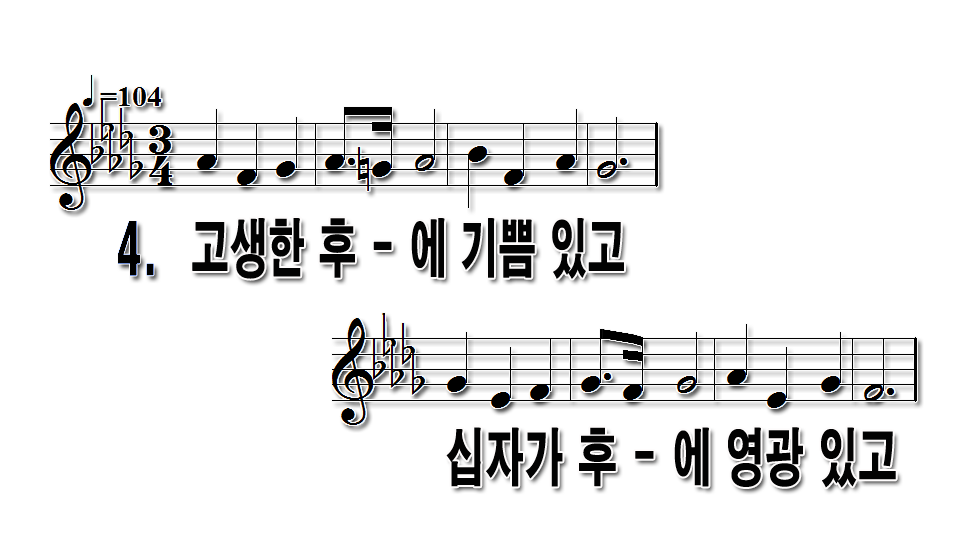 ♩=104
3
4
4. 고생한 후 - 에 기쁨 있고
십자가 후 - 에 영광 있고